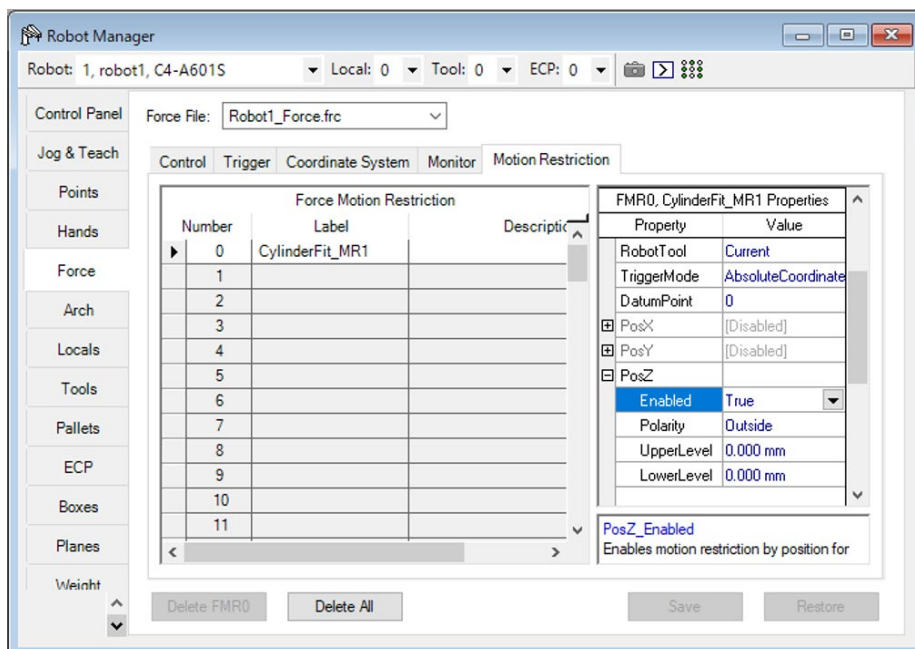 Robot Manager
Robot: 1, robot1, C4-A601S Local: 0 Tool: 0 ECP: 0
Control Panel
Jog & Teach
Points
Hands
Force
Arch
Locals
Tools
Pallets
ECP
Boxes
Planes
Weight
Force File: Robot1_Force.frc
Control Trigger Coordinate System Monitor Motion Restriction
Force Motion Restriction
Number Label Descriptio
0 CylinderFit_MR1
1
2
3
4
5
6
7
8
9
10
11
FMR0, CylinderFit_MR1 Properties
Property Value
RobotTool Current
TriggerMode AbsoluteCoordinate
DatumPoint 0
PosX [Disabled]
PosY [Disabled]
PosZ
Enabled True
Polarity Outside
UpperLevel 0.000 mm
LowerLevel 0.000 mm
PosZ_Enabled
Enables motion restriction by position for
Delete FMR0 Delete All Save Restore